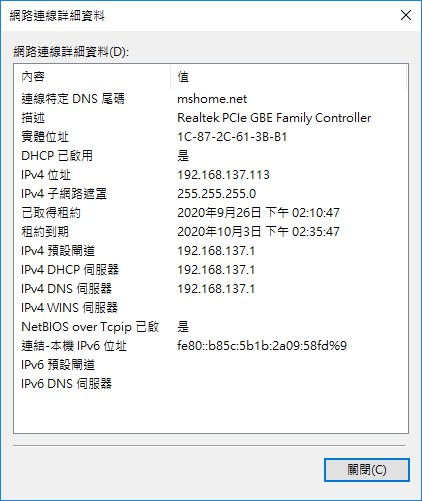 網路連線詳細資料
網路連線詳細資料(D):
內容 值
連線特定 DNS 尾碼 mshome.net
描述 Realtek PCIe GBE Family Controller
實體位址 1C-87-2C-61-3B-B1
DHCP 已啟用 是
IPv4 位址 192.168.137.113
IPv4 子網路遮罩 255.255.255.0
已取得租約 2020年9月26日 下午 02:10:47
租約到期 2020年10月3日 下午 02:35:47
IPv4 預設閘道 192.168.137.1
IPv4 DHCP 伺服器 192.168.137.1
IPv4 DNS 伺服器 192.168.137.1
IPv4 WINS 伺服器
NetBIOS over Tcpip 已啟 是
連結-本機 IPv6 位址 fe80::b85c:5b1b:2a09:58fd%9
IPv6 預設閘道
IPv6 DNS 伺服器
關閉(C)